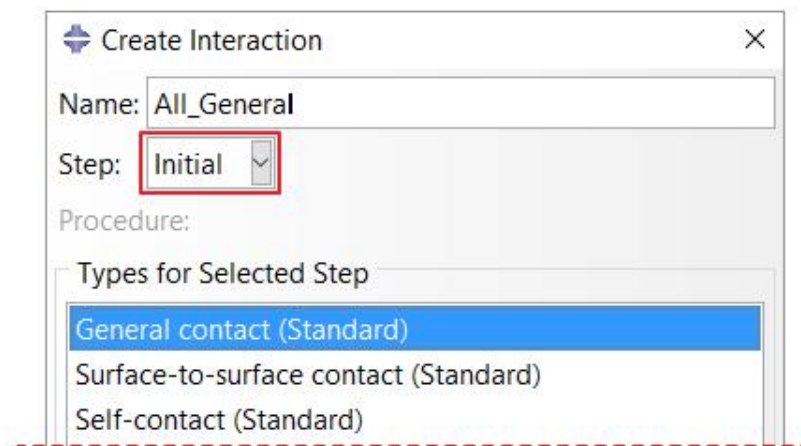 Create Interaction
Name: All_General
Step: Initial
Procedure:
Types for Selected Step
General contact (Standard)
Surface-to-surface contact (Standard)
Self-contact (Standard)